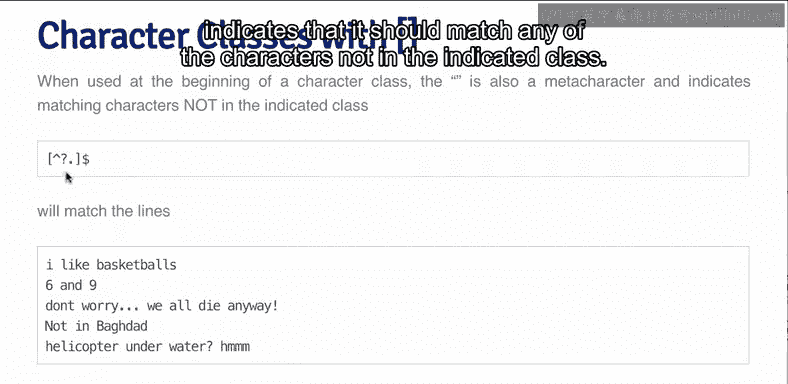 Character Classes with []
indicates that it should match any of
the characters not in the indicated class.
When used at the beginning of a character class, the “” is also a metacharacter and indicates
matching characters NOT in the indicated class
[^?.]$
will match the lines
i like basketballs
6 and 9
dont worry... we all die anyway!
Not in Baghdad
helicopter under water? hmmm